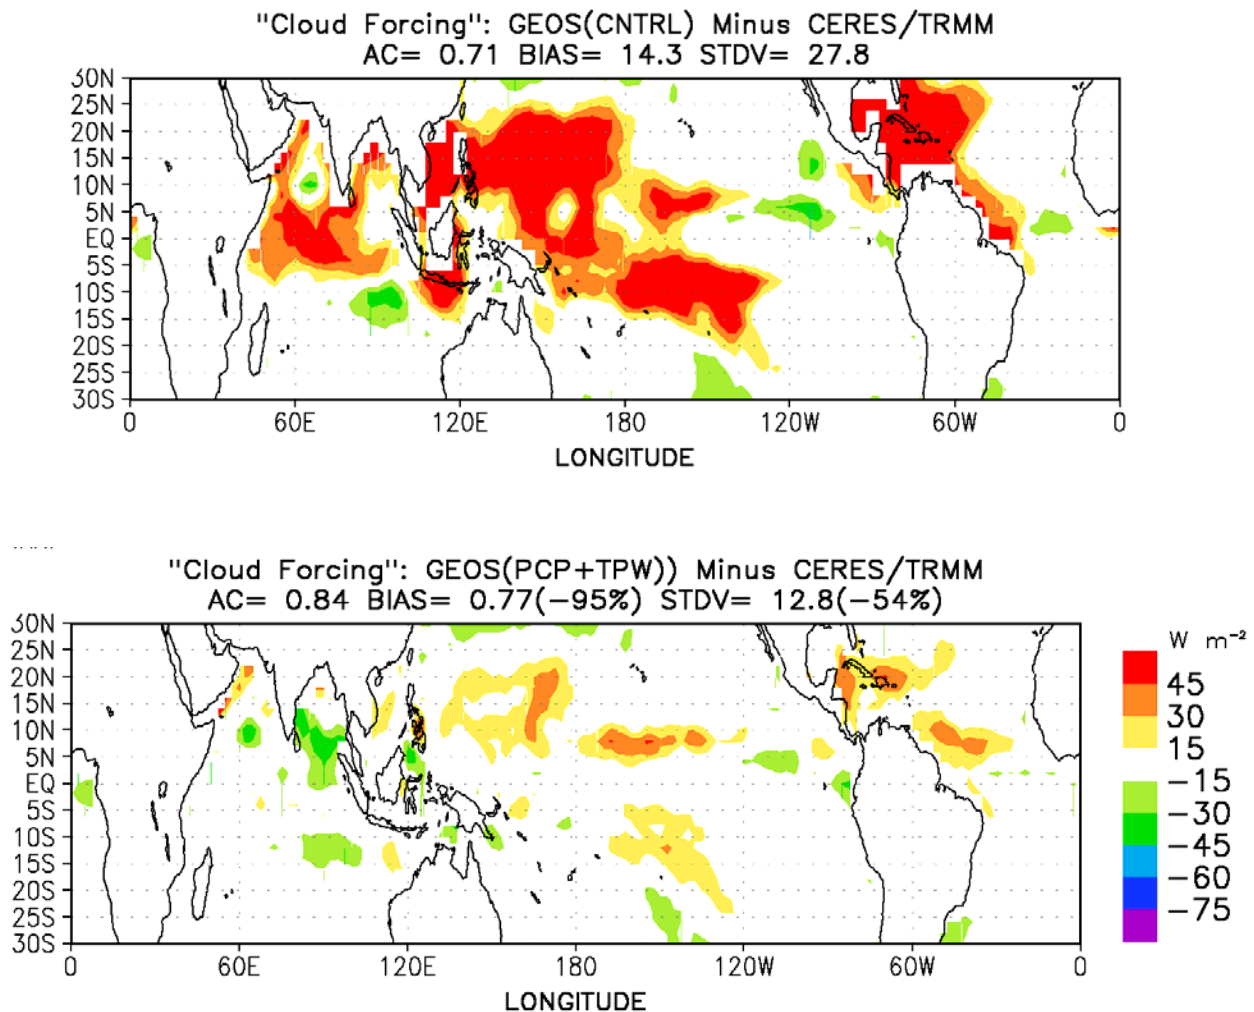 "Cloud Forcing": GEOS(CNTRL) Minus CERES/TRMM
AC= 0.71 BIAS= 14.3 STDV= 27.8
30N
25N
20N
15N
10N
5N
EQ
5S
10S
15S
20S
25S
30S
0 60E 120E 180 120W 60W 0
LONGITUDE
"Cloud Forcing": GEOS(PCP+TPW)) Minus CERES/TRMM
AC= 0.84 BIAS= 0.77(-95%) STDV= 12.8(-54%)
30N
25N
20N
15N
10N
5N
EQ
5S
10S
15S
20S
25S
30S
0 60E 120E 180 120W 60W 0
LONGITUDE
W m⁻²
45
30
15
-15
-30
-45
-60
-75